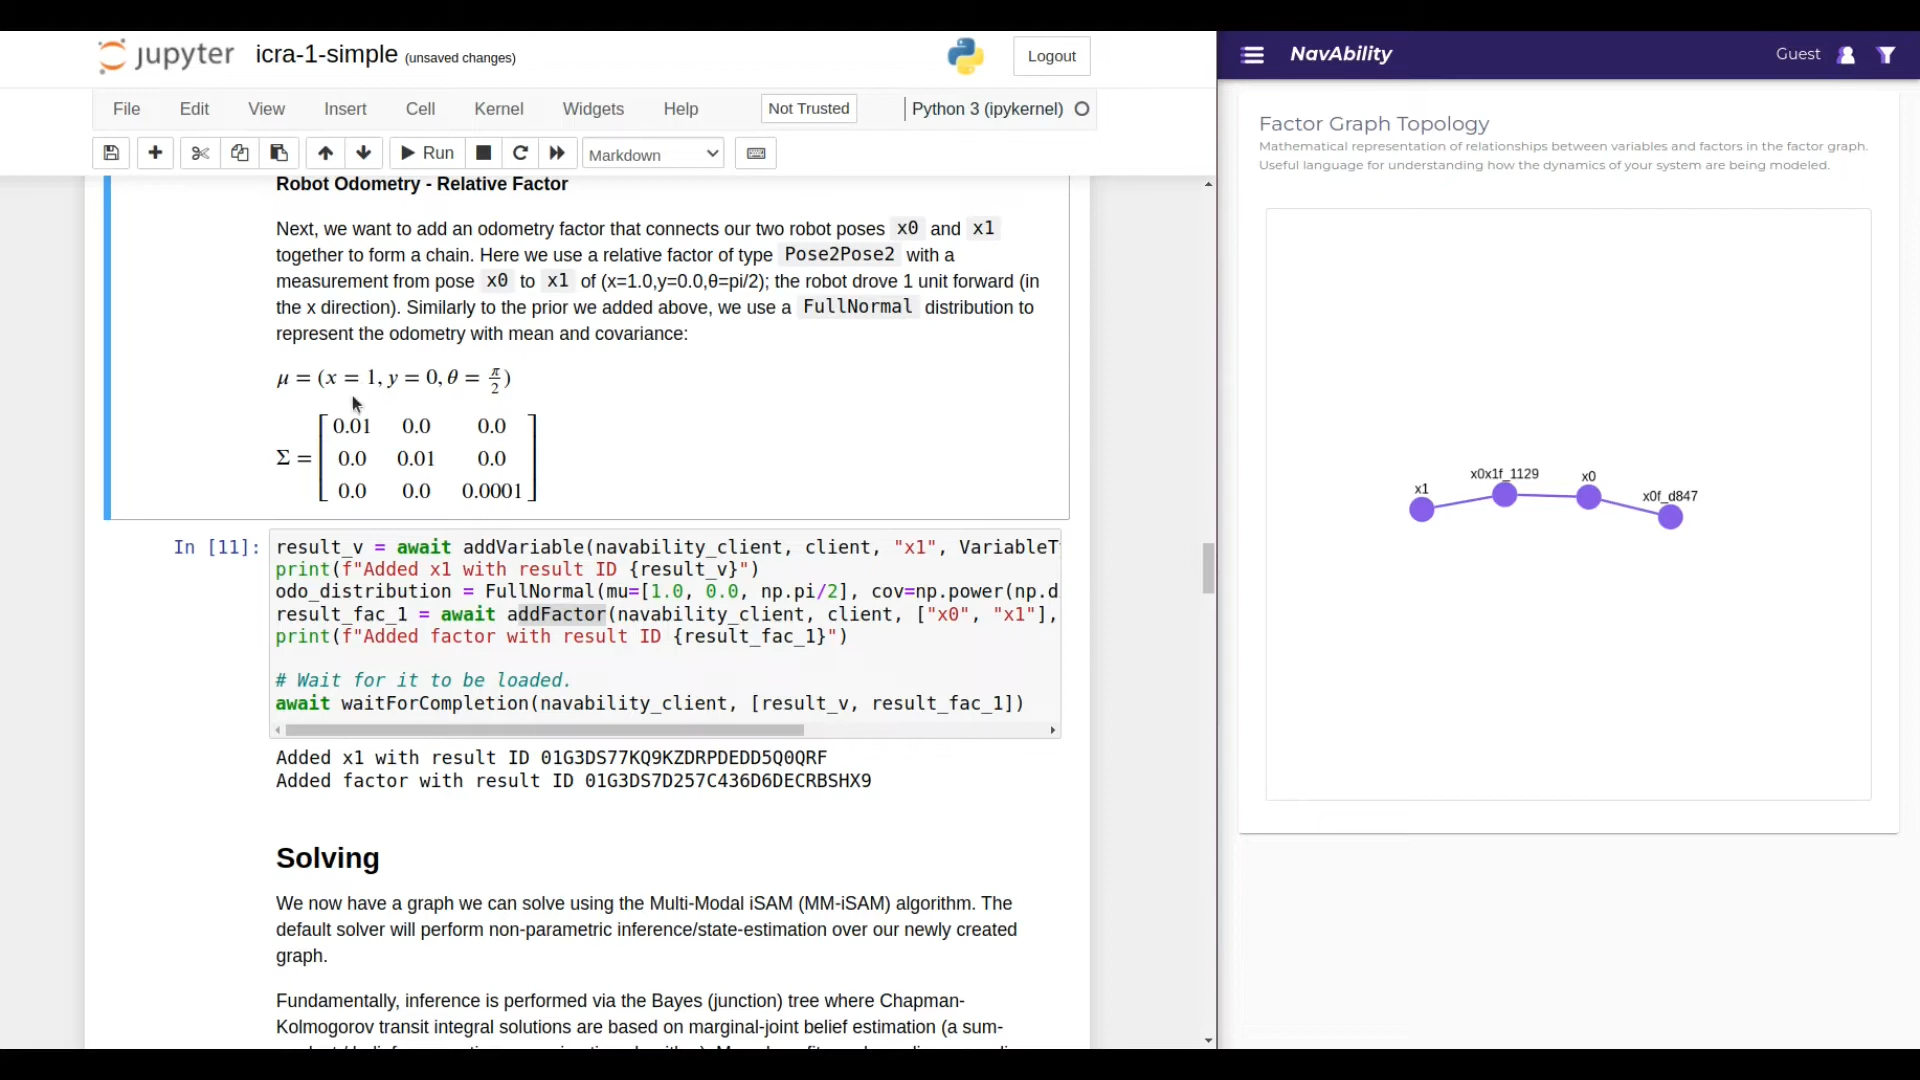 jupyter icra-1-simple (unsaved changes)
Logout
File Edit View Insert Cell Kernel Widgets Help Not Trusted Python 3 (ipykernel)
Run Markdown
Robot Odometry - Relative Factor
Next, we want to add an odometry factor that connects our two robot poses x0 and x1
together to form a chain. Here we use a relative factor of type Pose2Pose2 with a
measurement from pose x0 to x1 of (x=1.0,y=0.0,θ=pi/2); the robot drove 1 unit forward (in
the x direction). Similarly to the prior we added above, we use a FullNormal distribution to
represent the odometry with mean and covariance:
μ = (x = 1, y = 0, θ = π/2)
0.01 0.0 0.0
Σ = 0.0 0.01 0.0
0.0 0.0 0.0001
In [11]: result_v = await addVariable(navability_client, client, "x1", VariableT
print(f"Added x1 with result ID {result_v}")
odo_distribution = FullNormal(mu=[1.0, 0.0, np.pi/2], cov=np.power(np.d
result_fac_1 = await addFactor(navability_client, client, ["x0", "x1"],
print(f"Added factor with result ID {result_fac_1}")
# Wait for it to be loaded.
await waitForCompletion(navability_client, [result_v, result_fac_1])
Added x1 with result ID 01G3DS77KQ9KZDRPDEDD5Q0QRF
Added factor with result ID 01G3DS7D257C436D6DECRBSHX9
Solving
We now have a graph we can solve using the Multi-Modal iSAM (MM-iSAM) algorithm. The
default solver will perform non-parametric inference/state-estimation over our newly created
graph.
Fundamentally, inference is performed via the Bayes (junction) tree where Chapman-
Kolmogorov transit integral solutions are based on marginal-joint belief estimation (a sum-
NavAbility
Guest
Factor Graph Topology
Mathematical representation of relationships between variables and factors in the factor graph.
Useful language for understanding how the dynamics of your system are being modeled.
x1
x0x1f_1129
x0
x0f_d847